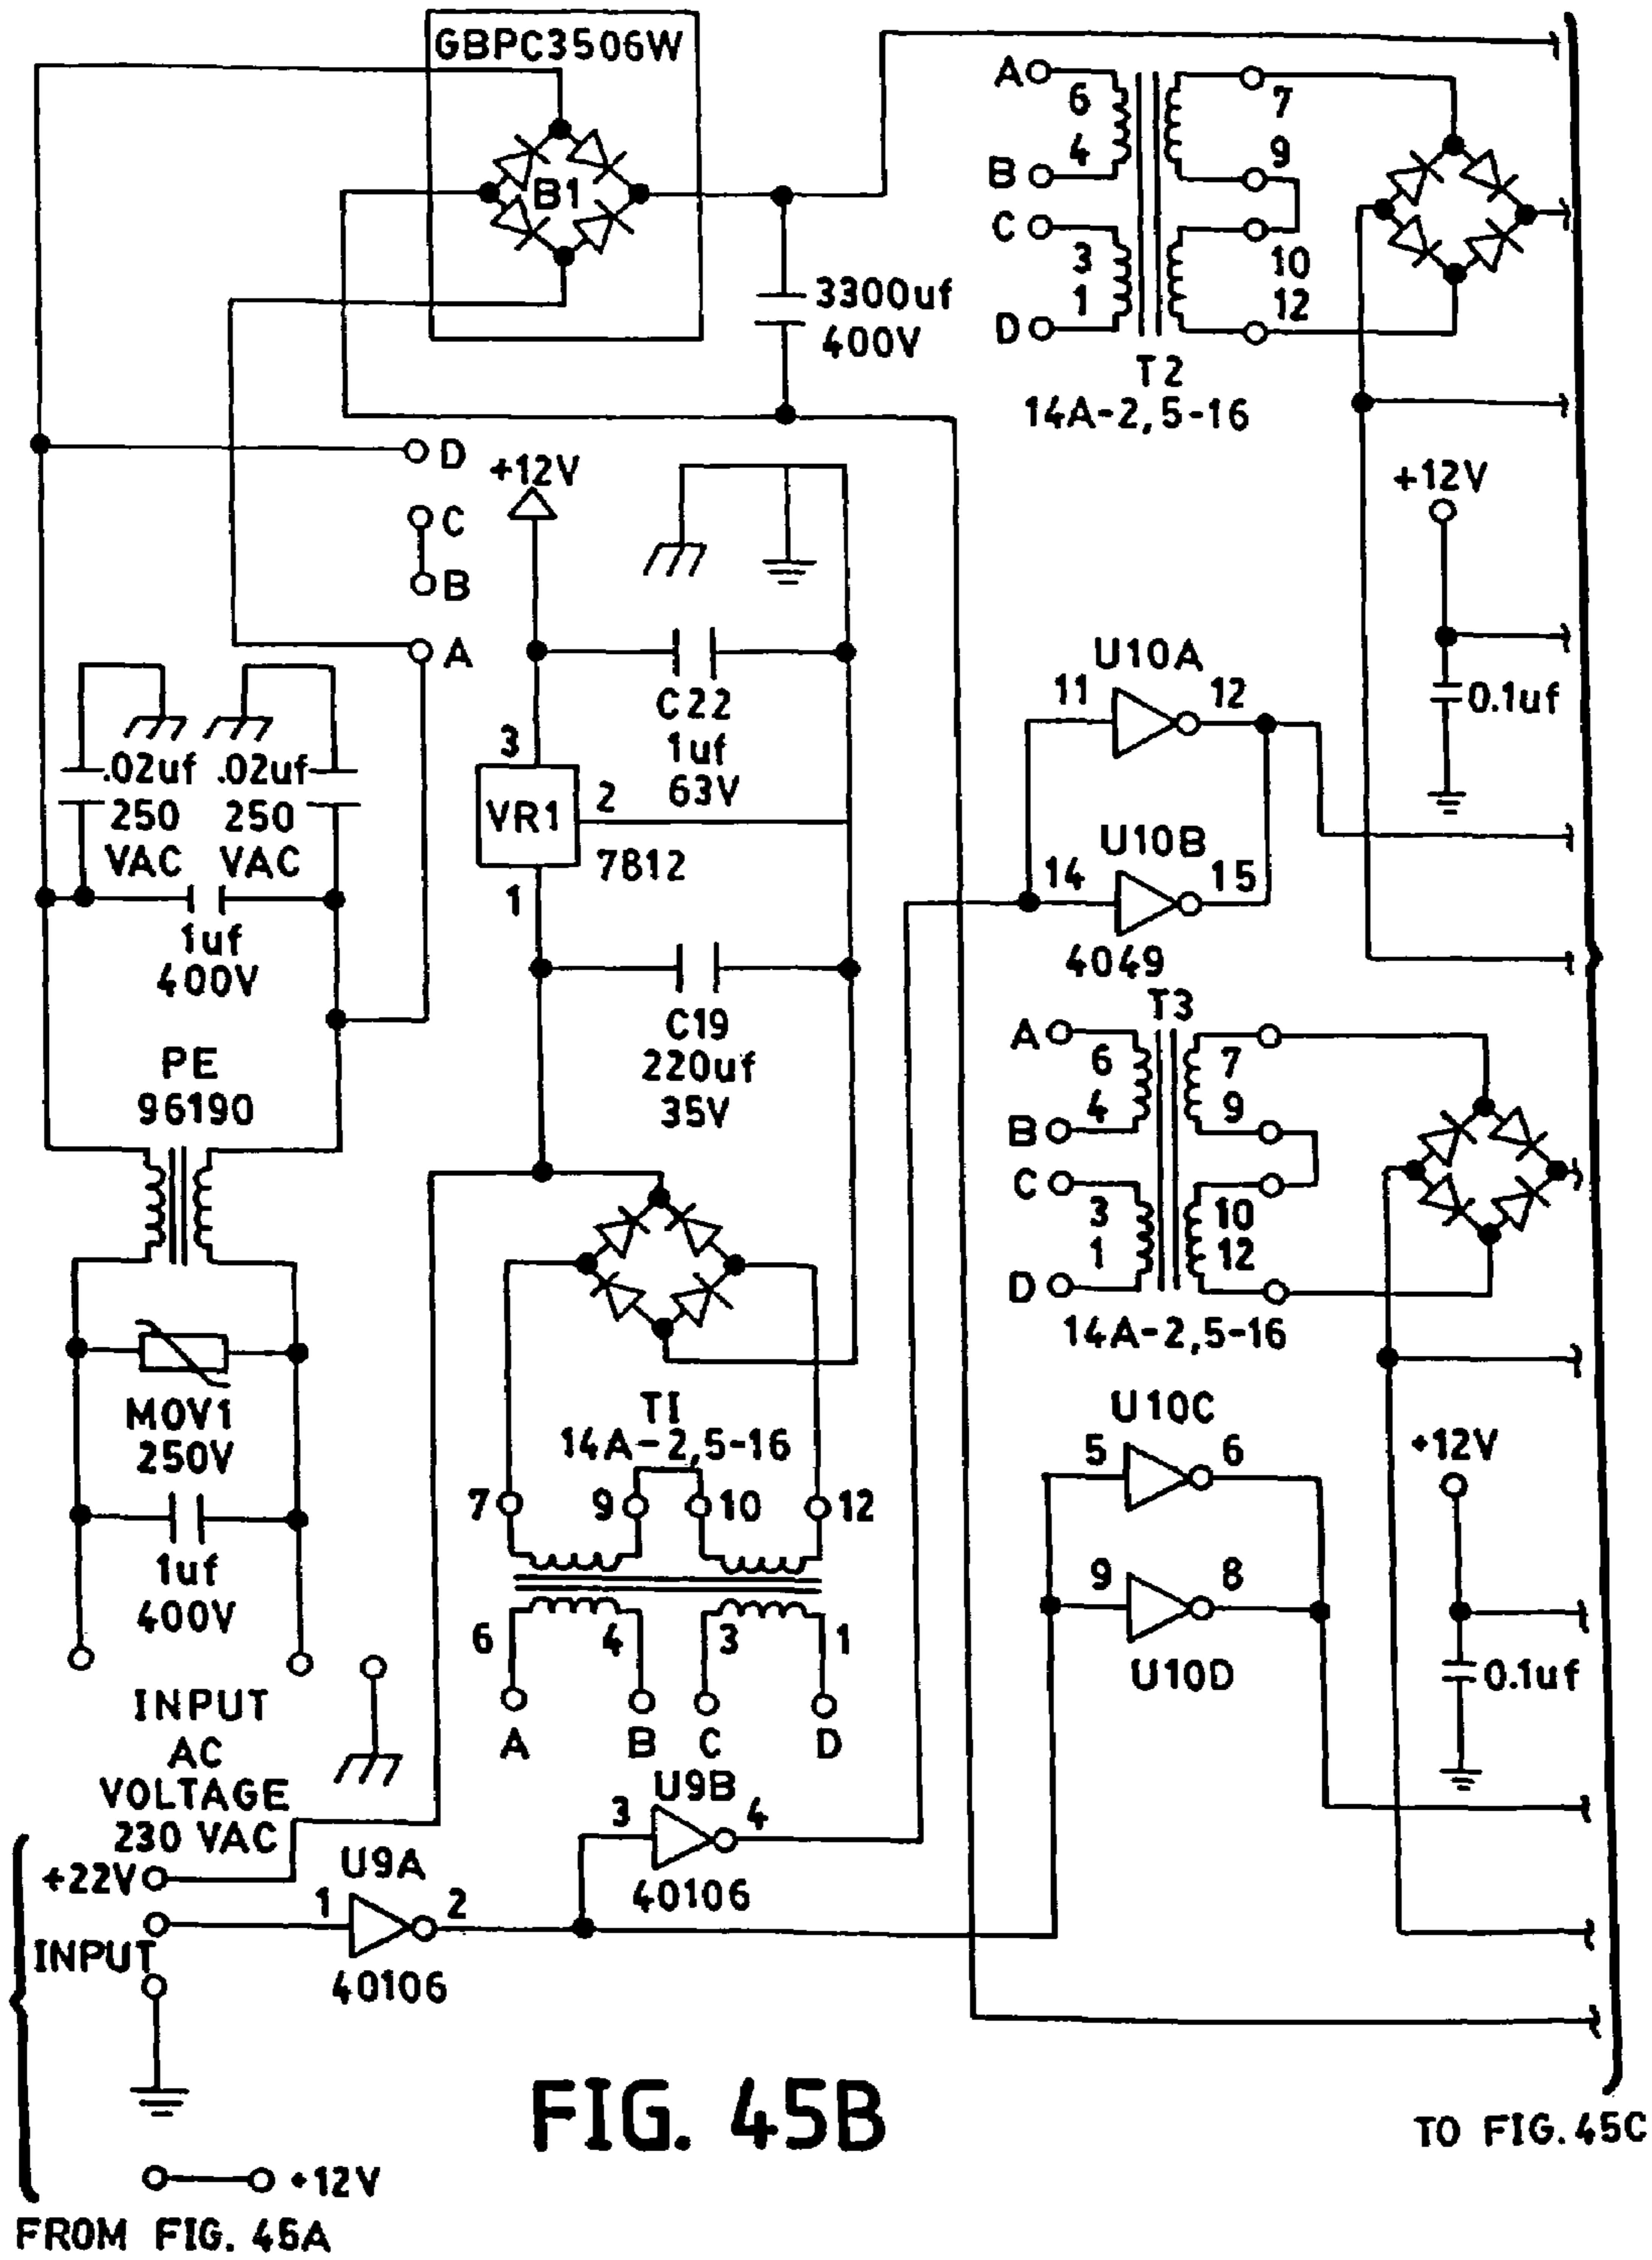 GBPC3506W
B1
3300uf
400V
A
6
7
4
9
B
C
3
10
1
12
D
T2
14A-2,5-16
D
+12V
C
B
A
+12V
0.1uf
C22
1uf
63V
3
VR1
2
7812
1
.02uf
250
VAC
.02uf
250
VAC
1uf
400V
U10A
11
12
U10B
14
15
4049
C19
220uf
35V
PE
96190
T3
A
6
7
4
9
B
C
3
10
1
12
D
14A-2,5-16
MOV1
250V
1uf
400V
INPUT
AC
VOLTAGE
230 VAC
TI
14A-2,5-16
7
9
10
12
6
4
3
1
A
B
C
D
U10C
5
6
9
8
U10D
+12V
0.1uf
U9B
3
4
40106
+22V
U9A
1
2
INPUT
40106
FIG. 45B
TO FIG. 45C
+12V
FROM FIG. 45A